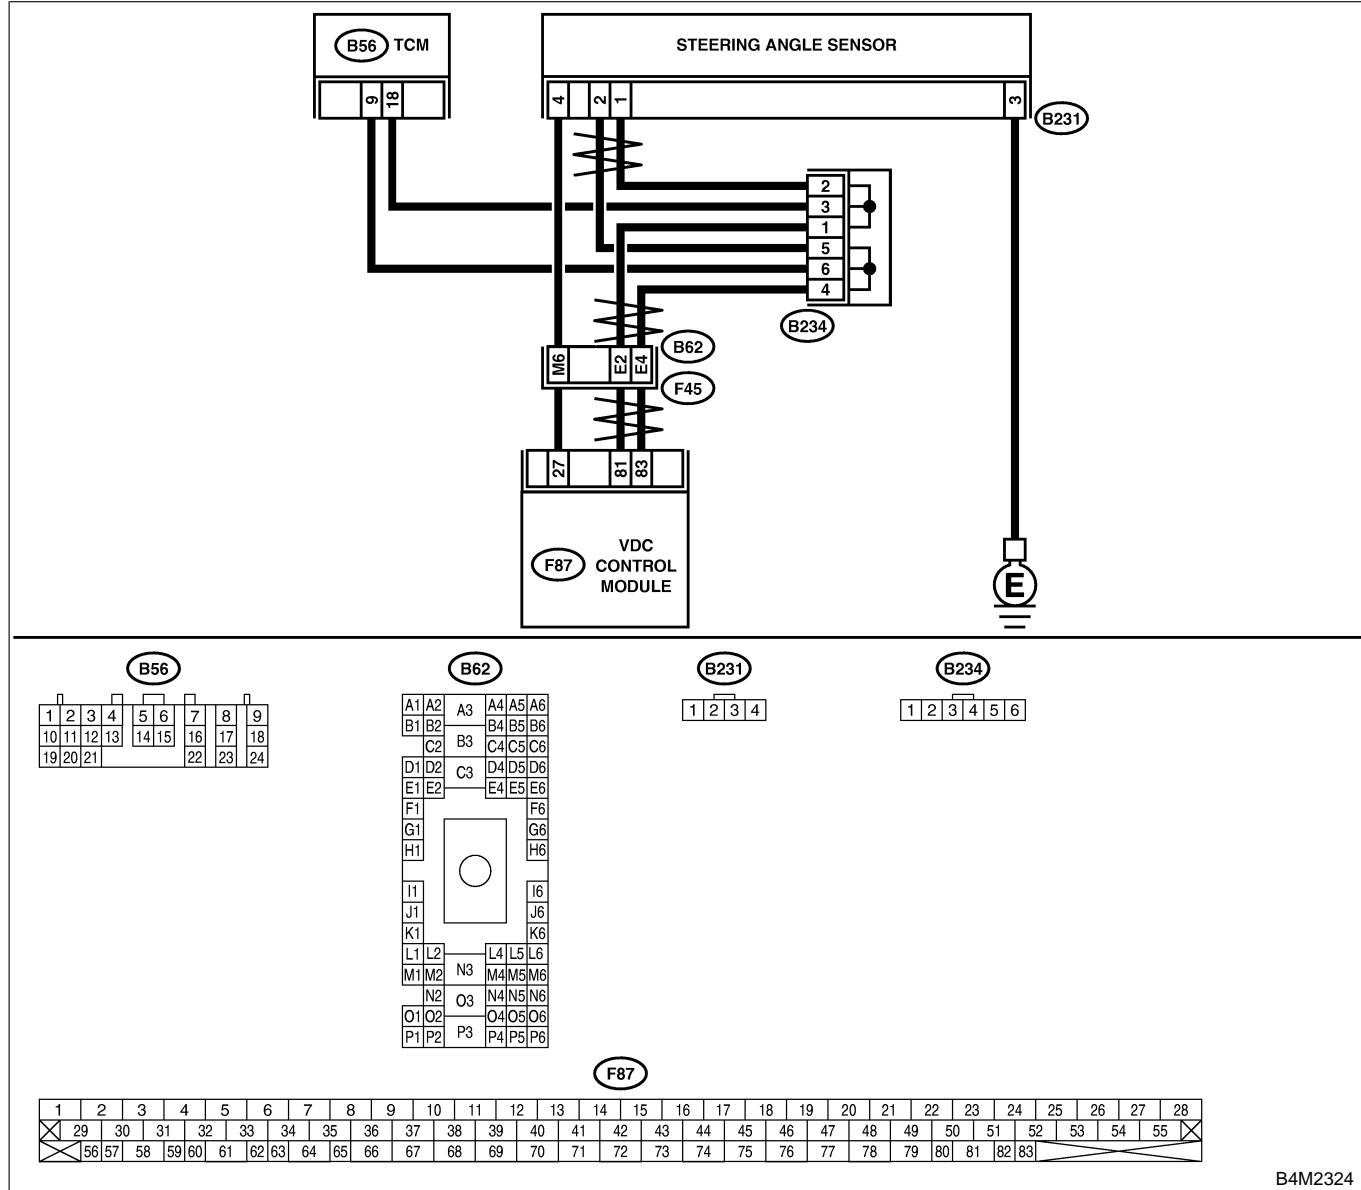 B56 TCM
STEERING ANGLE SENSOR
9 18
4 2 1 3
B231
2
3
1
5
6
4
B234
B62
M6 E2 E4
F45
27 81 83
F87
VDC
CONTROL
MODULE
E
B56
B62
B231
B234
1 2 3 4 5 6 7 8 9
10 11 12 13 14 15 16 17 18
19 20 21 22 23 24
A1 A2 A3 A4 A5 A6
B1 B2 B4 B5 B6
B3
C2 C4 C5 C6
D1 D2 C3 D4 D5 D6
E1 E2 E4 E5 E6
F1 F6
G1 G6
H1 H6
I1 I6
J1 J6
K1 K6
L1 L2 L4 L5 L6
M1 M2 N3 M4 M5 M6
N2 O3 N4 N5 N6
O1 O2 O4 O5 O6
P1 P2 P3 P4 P5 P6
1 2 3 4
1 2 3 4 5 6
F87
1 2 3 4 5 6 7 8 9 10 11 12 13 14 15 16 17 18 19 20 21 22 23 24 25 26 27 28
29 30 31 32 33 34 35 36 37 38 39 40 41 42 43 44 45 46 47 48 49 50 51 52 53 54 55
56 57 58 59 60 61 62 63 64 65 66 67 68 69 70 71 72 73 74 75 76 77 78 79 80 81 82 83
B4M2324